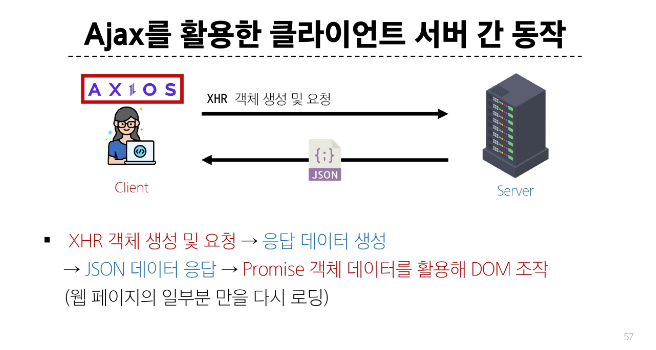 Ajax를 활용한 클라이언트 서버 간 동작
AXIOS
XHR 객체 생성 및 요청
{;}
JSON
Client
Server
▪ XHR 객체 생성 및 요청 → 응답 데이터 생성
→ JSON 데이터 응답 → Promise 객체 데이터를 활용해 DOM 조작
(웹 페이지의 일부분 만을 다시 로딩)
57